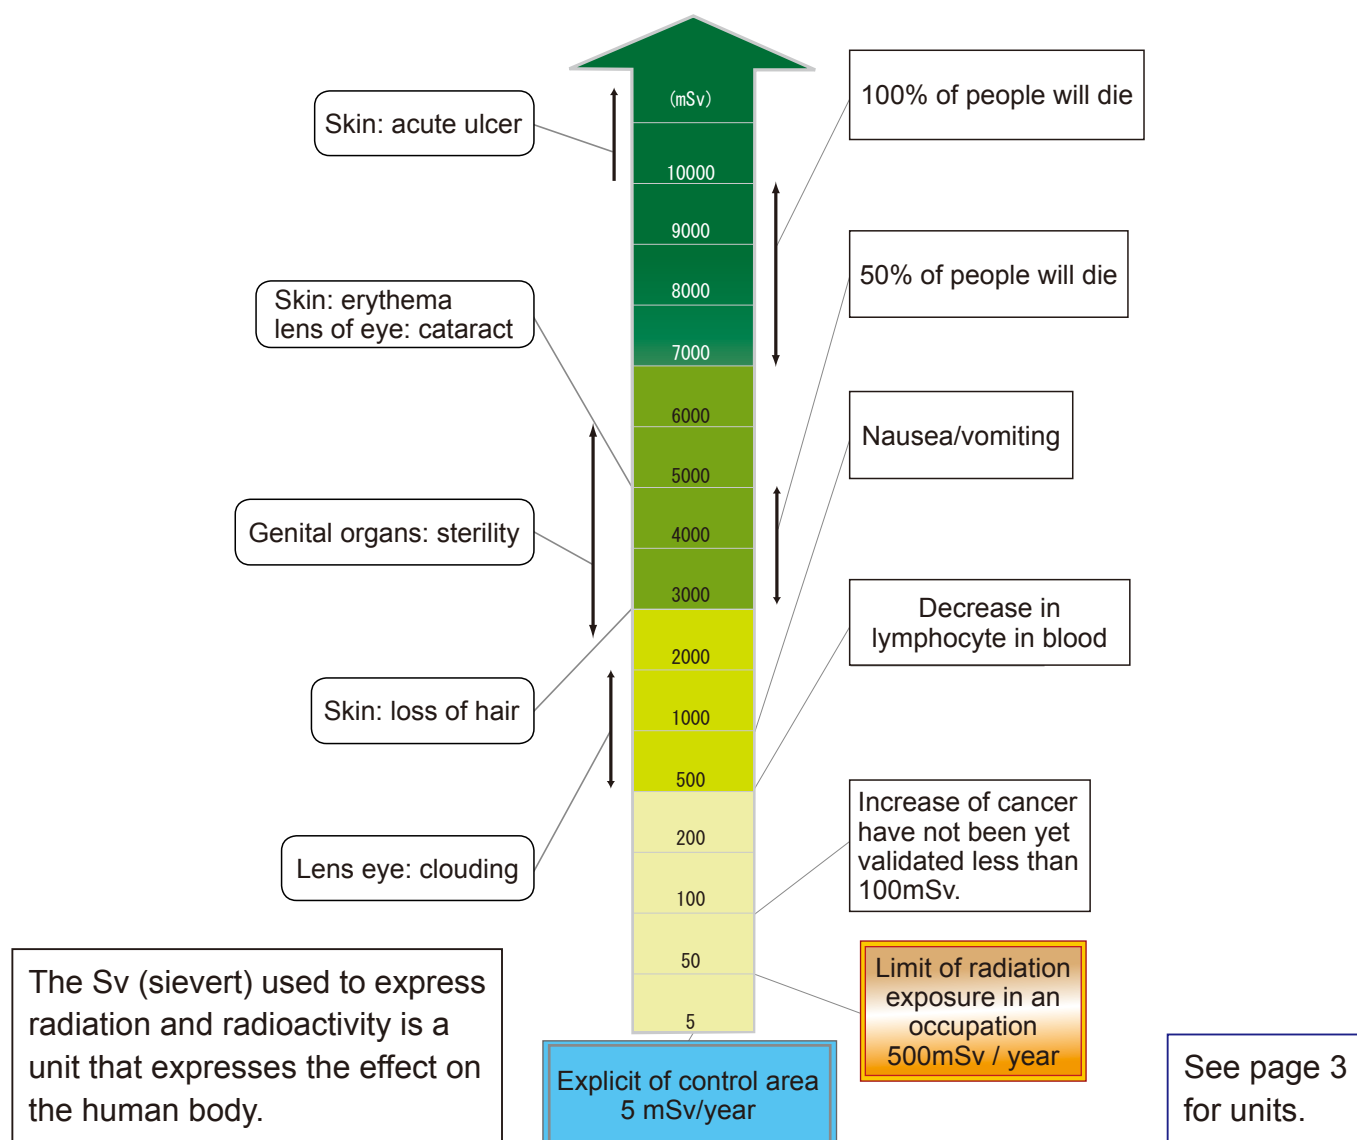 (mSv)
10000
9000
8000
7000
6000
5000
4000
3000
2000
1000
500
200
100
50
5
Skin: acute ulcer
Skin: erythema
lens of eye: cataract
Genital organs: sterility
Skin: loss of hair
Lens eye: clouding
100% of people will die
50% of people will die
Nausea/vomiting
Decrease in
lymphocyte in blood
Increase of cancer
have not been yet
validated less than
100mSv.
Limit of radiation
exposure in an
occupation
500mSv / year
Explicit of control area
5 mSv/year
The Sv (sievert) used to express
radiation and radioactivity is a
unit that expresses the effect on
the human body.
See page 3
for units.